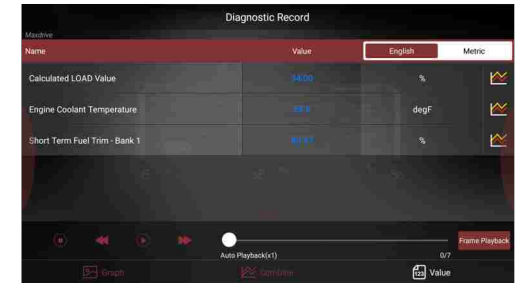 Diagnostic Record
Maxdrive
Name Value English Metric
Calculated LOAD Value %
Engine Coolant Temperature degF
Short Term Fuel Trim - Bank 1 %
Auto Playback(x1) 0/7 Frame Playback
Graph Combine Value